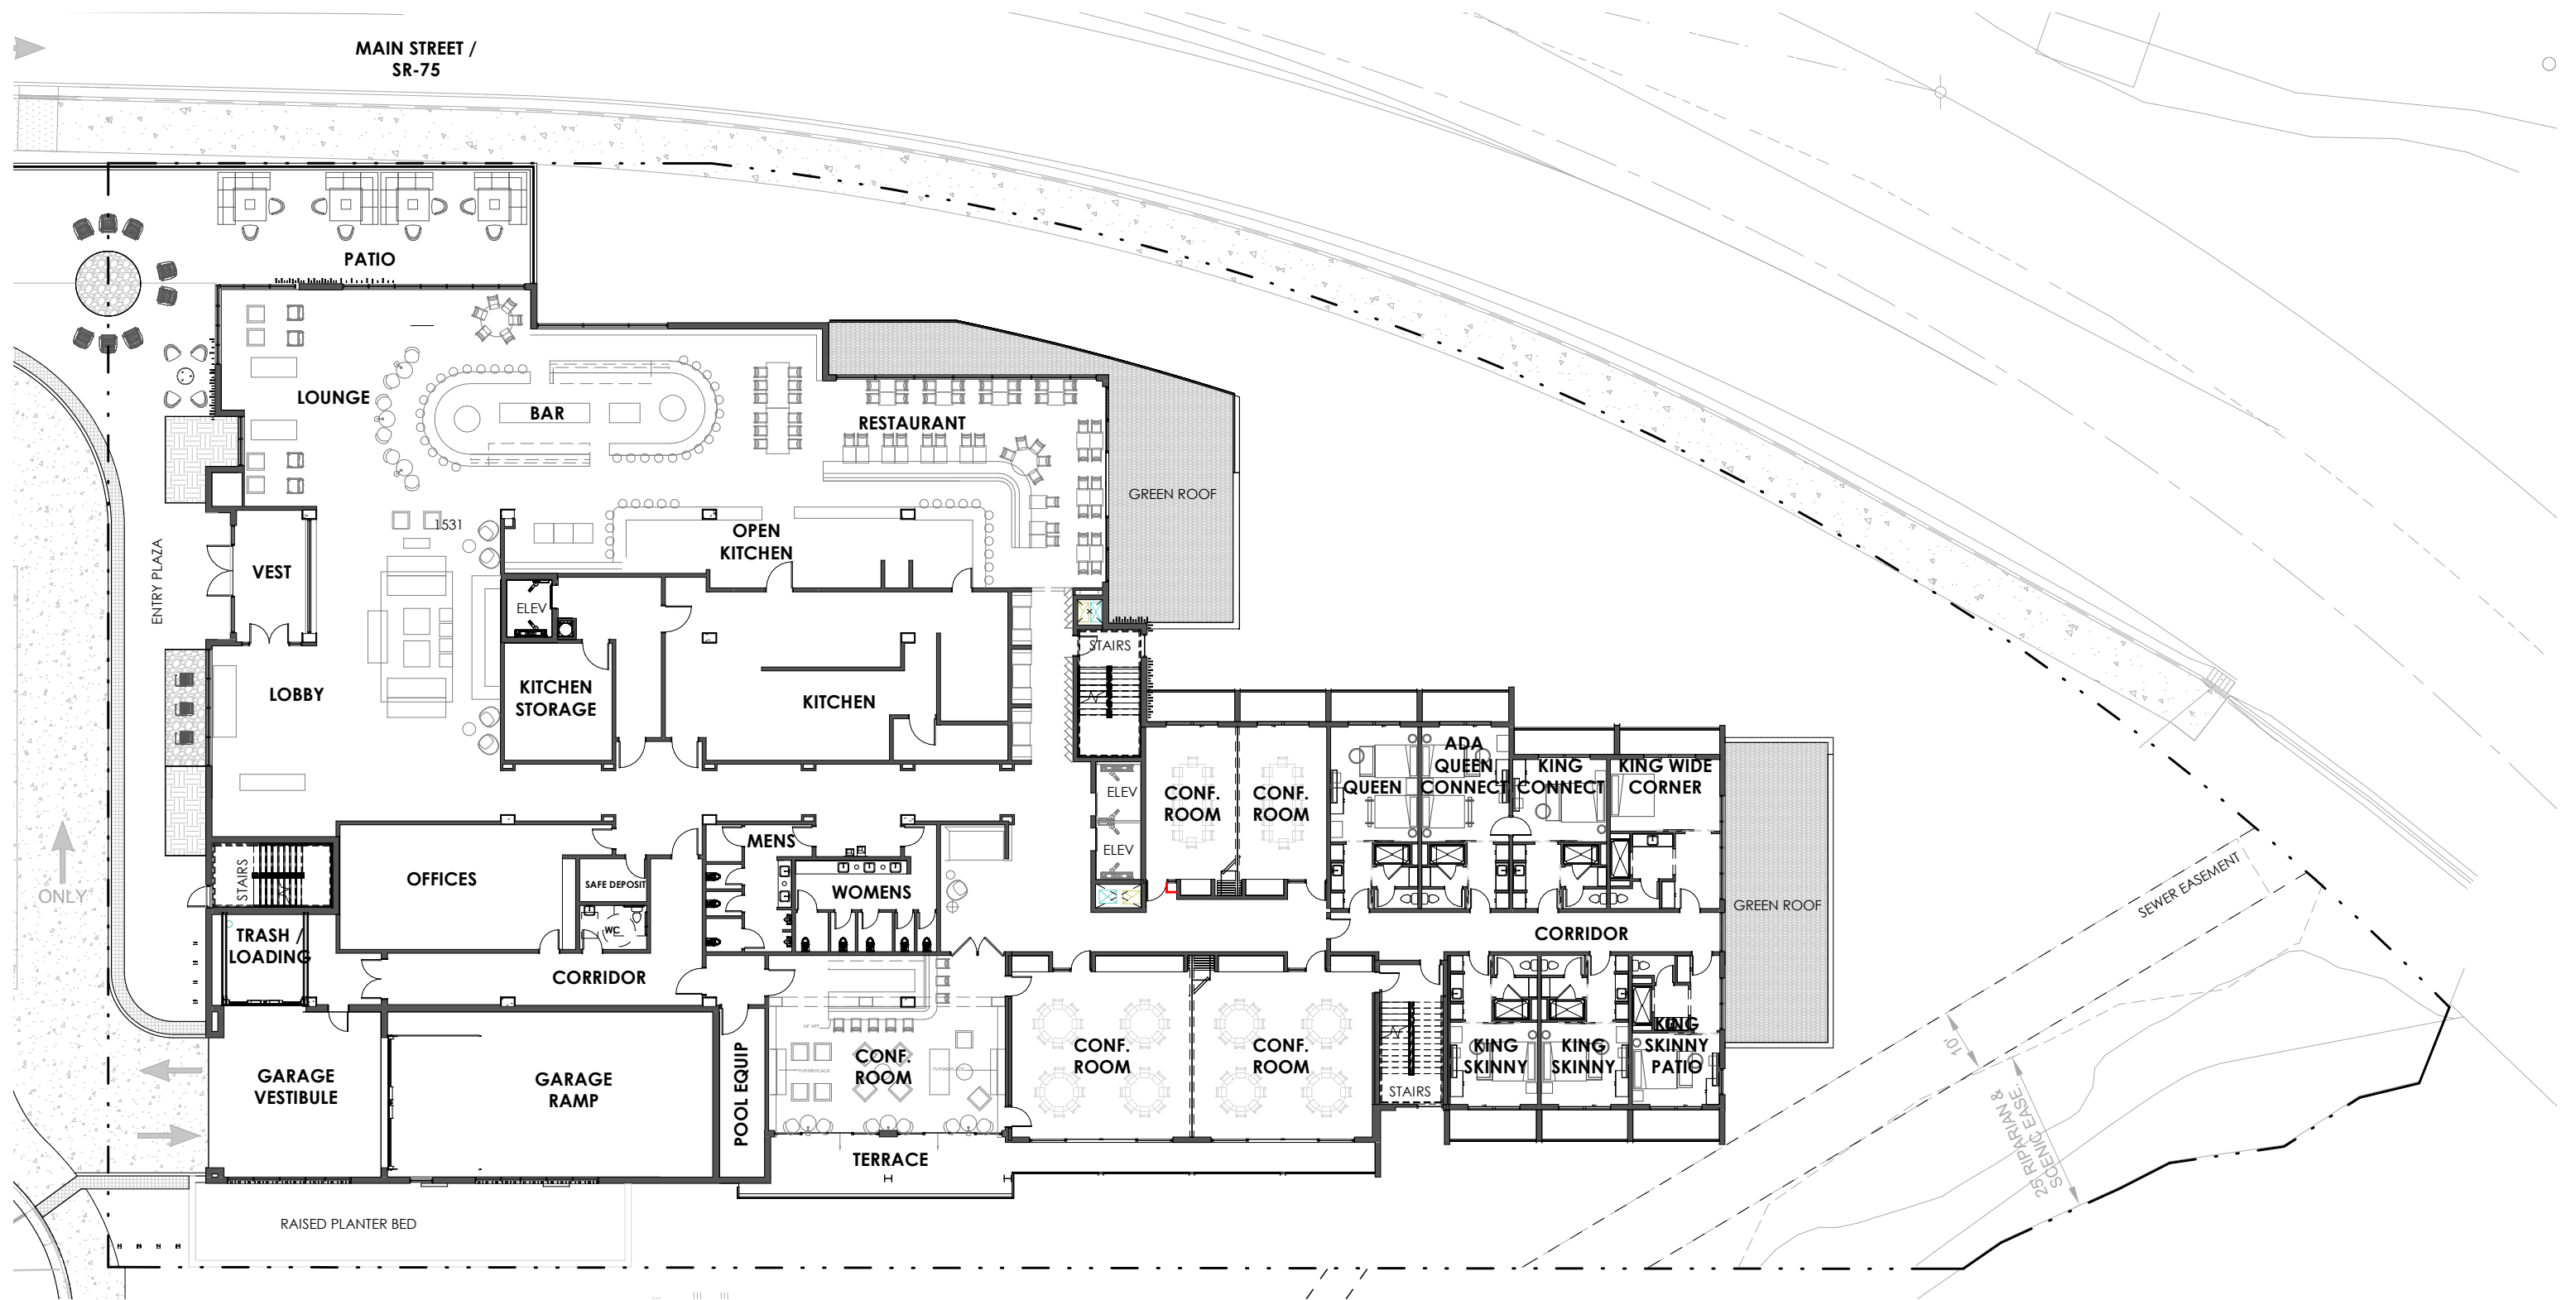 MAIN STREET /
SR-75
PATIO
LOUNGE
BAR
RESTAURANT
GREEN ROOF
1531
OPEN
KITCHEN
ENTRY PLAZA
VEST
ELEV
STAIRS
LOBBY
KITCHEN
STORAGE
KITCHEN
ELEV
ELEV
CONF.
ROOM
CONF.
ROOM
QUEEN
ADA
QUEEN
CONNECT
KING
CONNECT
KING WIDE
CORNER
GREEN ROOF
ONLY
STAIRS
OFFICES
SAFE DEPOSIT
WC
MENS
WOMENS
TRASH /
LOADING
CORRIDOR
CORRIDOR
SEWER EASEMENT
GARAGE
VESTIBULE
GARAGE
RAMP
POOL EQUIP
CONF.
ROOM
CONF.
ROOM
CONF.
ROOM
STAIRS
KING
SKINNY
KING
SKINNY
KING
SKINNY
PATIO
TERRACE
RAISED PLANTER BED
10'
25' RIPARIAN &
SCENIC EASE.